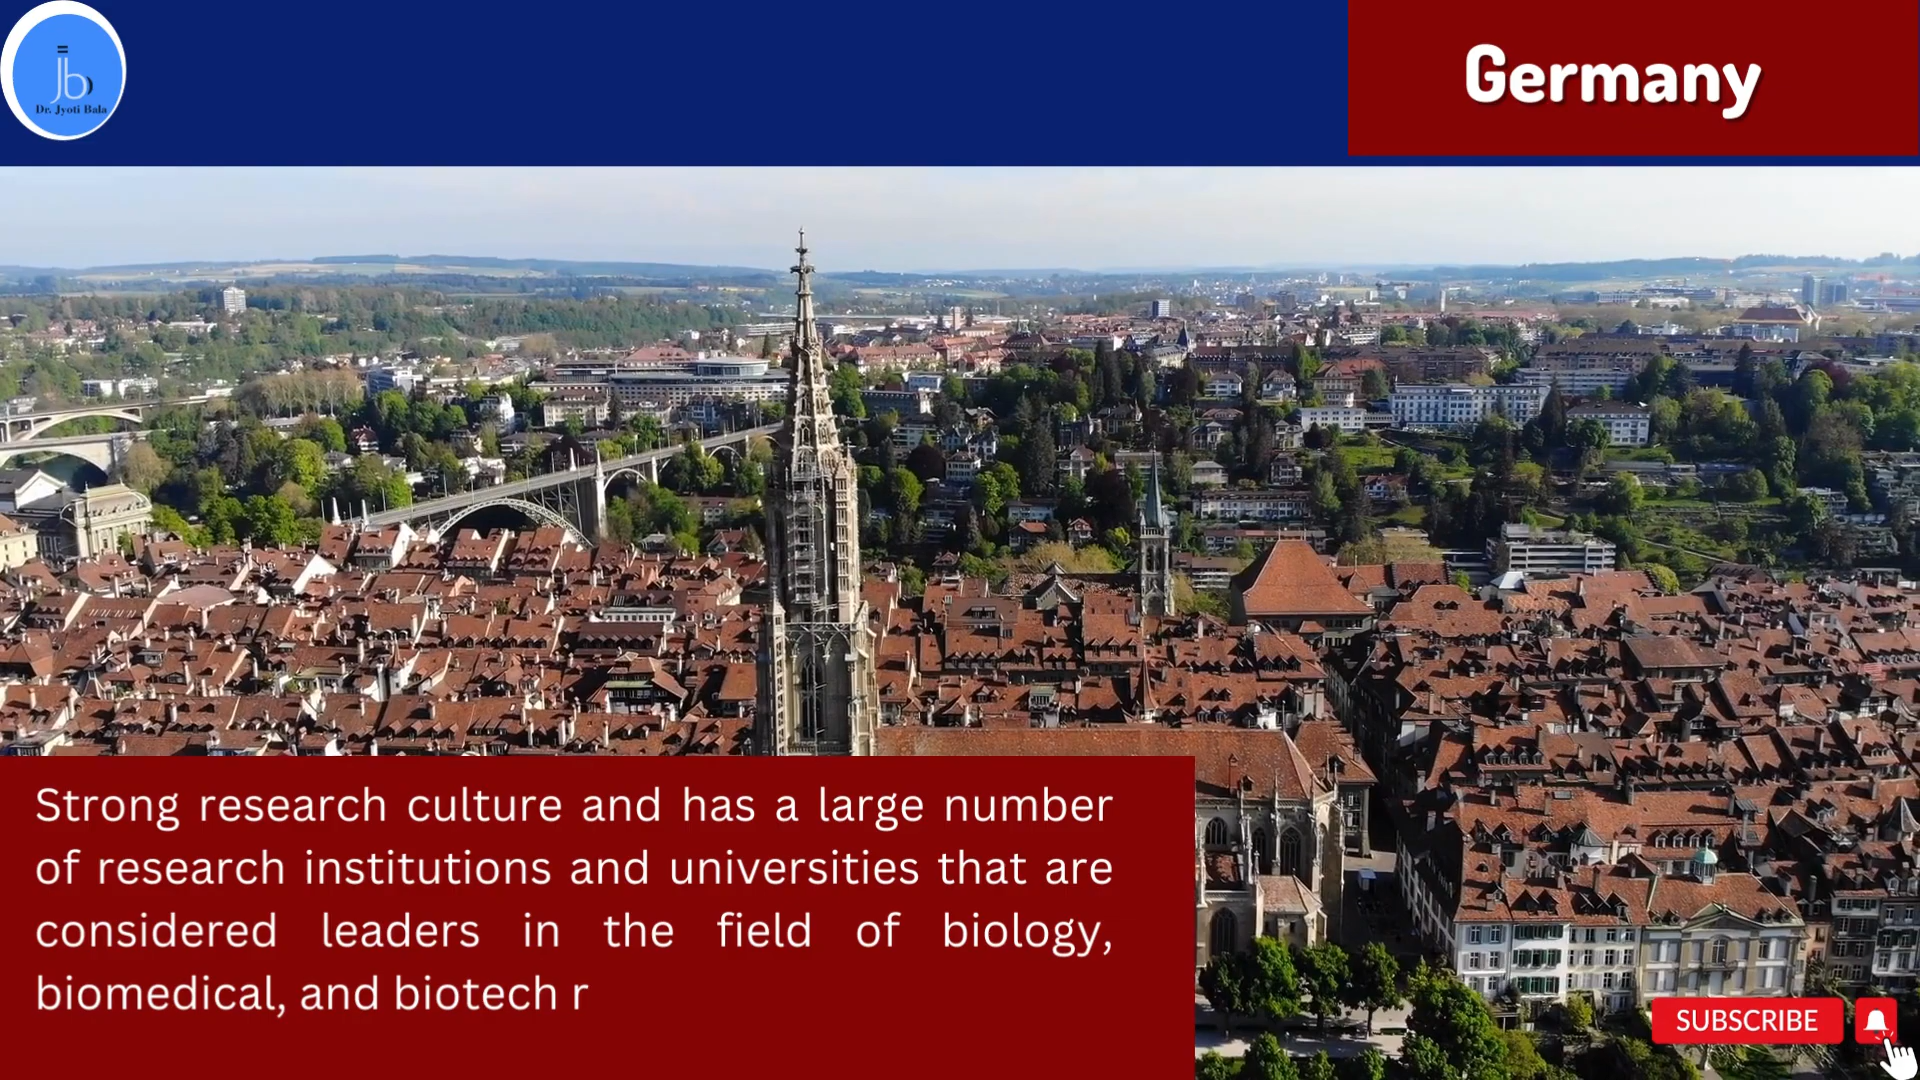 Dr. Jyoti Bala
Germany
Strong research culture and has a large number
of research institutions and universities that are
considered leaders in the field of biology,
biomedical, and biotech r
SUBSCRIBE